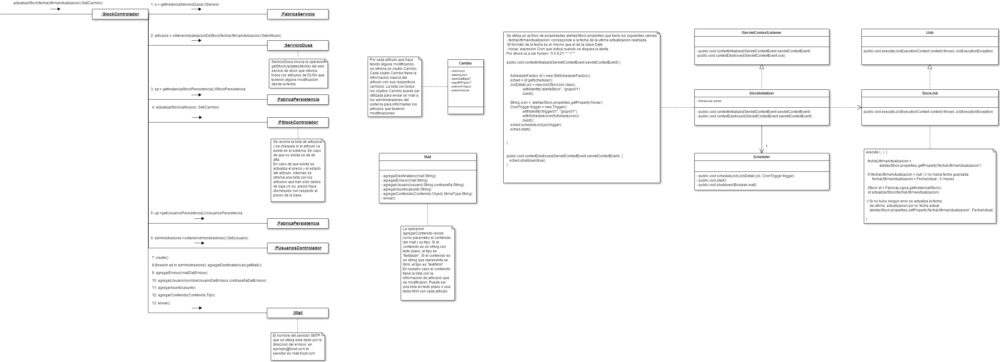 actualizarStock(fechaUltimaActualizacion):Set(Cambio)
:StockControlador
1: s:= getInstanciaServicioDusa():IServicio
:FabricaServicio
2: articulos:= obtenerActualizacionDeStock(fechaUltimaActulizacion):Set(Articulo)
:ServicioDusa
ServicioDusa invoca la operacion
getStockUpdates(fecha) del web
service de stock que retorna
todos los articulos de DUSA que
tuvieron alguna modificacion
desde la fecha.
3: sp:= getInstanciaStockPersistencia():IStockPersistencia
:FabricaPersistencia
4: actualizarStock(articulos): Set(Cambio)
:PStockControlador
Se recorre la lista de articulos
y se chequea si el articulo ya
existe en el sistema. En caso
de que no exista se da de
alta.
En caso de que exista se
actualiza el precio y el estado
del articulo. Ademas se
retorna una lista con los
articulos que han sido dados
de baja y/o su  precio haya
disminuido con respecto al
precio de la base.
5: up:=getUsuariosPersistencia():IUsuariosPersistencia
:FabricaPersistencia
6: administradores:=obtenerAdministradores():Set(Usuario)
:PUsuariosControlador
7: create()
8 [foreach ad in administradores]: agregarDestinatario(ad.getMail())
9: agregarEmisor(mailDelEmisor)
10: agregarUsuario(nombreUsuarioDelEmisor,contraseñaDelEmisor)
11: agregarAsunto(asunto)
12: agregarContenido(Contenido,Tipo)
13: enviar()
:Mail
El nombre del servidor SMTP
que se utiliza esta dado por la
direccion del emisor, en
ejemplo@host.com el
servidor es mail.host.com
Por cada articulo que haya
tenido alguna modificacion,
se retorna un objeto Cambio.
Cada objeto Cambio tiene la
infromacion basica del
articulo con sus respectivos
cambios. La lista con todos
los objetos Cambio puede ser
utilizada para enviar un mail a
los administradores del
sistema para informarles los
articulos que tuvieron
modificaciones
Cambio
- idArticulo
- descripcion
- dadoDeBaja?
- bajoElPrecio?
- precioAntiguo
- precioActual
Mail
- agregarDestinatario(mail:String)
- agregarEmisor(mail:String)
- agregarUsuario(usuario:String,contraseña:String)
- agregarAsunto(asunto:String)
- agregarContenido(Contenido:Object, MimeType;String)
- enviar()
La operacion
agregarContenido recibe
como parametro el contenido
del mail y su tipo. Si el
contenido es un string con
texto plano, el tipo es
"text/plain". Si el contenido es
un string que representa un
html, el tipo es "text/html"
En nuestro caso el contenido
tiene la lista con la
informacion de articulos que
se modificaron. Puede ser
una lista en texto plano o una
tabla html con cada articulo.
Se utiliza un archivo de propiedades alertasStock.properties que tiene los siguientes valores
- fechaUltimaActualizacion: corresponde a la fecha de la ultima actualizacion realizada.
El formato de la fecha es el mismo que el de la clase Date.
- horas: expresion Cron que indica cuando se dispara la alerta.
Por ahora va a ser horas= "0 0 9,21 * * ? *"
public void contextInitialized(ServletContextEvent servletContextEvent) {
SchedulerFactory sf = new StdSchedulerFactory();
sched = sf.getScheduler();
JobDetail job = newJob(StockJob.class)
.withIdentity('alertaStock", "grupo01')
.build();
String cron =  alertasStock.properties,getProperty('horas')
CronTrigger trigger = new Trigger()
.withIdentity('trigger01", "grupo01")
.withSchedule(cronSchedule(cron))
.build();
sched.scheduleJob(job,trigger);
sched.start()
}
public void contextDestroyed(ServletContextEvent servletContextEvent)  {
sched.shutdown(true);
}
IServletContextListener
- public void contextInitialized(ServletContextEvent servletContextEvent)
-public void contextDestroyed(ServletContextEvent sce)
StockInitializer
- Scheduler sched
- public void contextInitialized(ServletContextEvent servletContextEvent)
- public void contextDestroyed(ServletContextEvent servletContextEvent)
1
Scheduler
- public void scheduleJob(JobDetail job, CronTrigger trigger)
- public void start()
- public void shutdown(Boolean wait)
IJob
public void execute(JobExecutionContext context) throws JobExecutionException
StockJob
public void execute(JobExecutionContext context) throws JobExecutionException
execute (...)  {
fechaUltimaActualizacion =
alertasStock.properties,getProperty('fechaUltimaActualizacion")
if (fechaUltimaActualizacion = null ) // no habia fecha guardada
fechaUltimaActualizacion = FechaActual - 6 meses
IStock st = FabricaLogica.getInstanciaIStock()
st.actualizarStock(fechaUltimaActualizacion)
// Si no hubo ningun error se actualiza la fecha
de ultima  actualizacion por la  fecha actual.
alertasStock.properties,setProperty('fechaUltimaActualizacion", FechaActual)
}